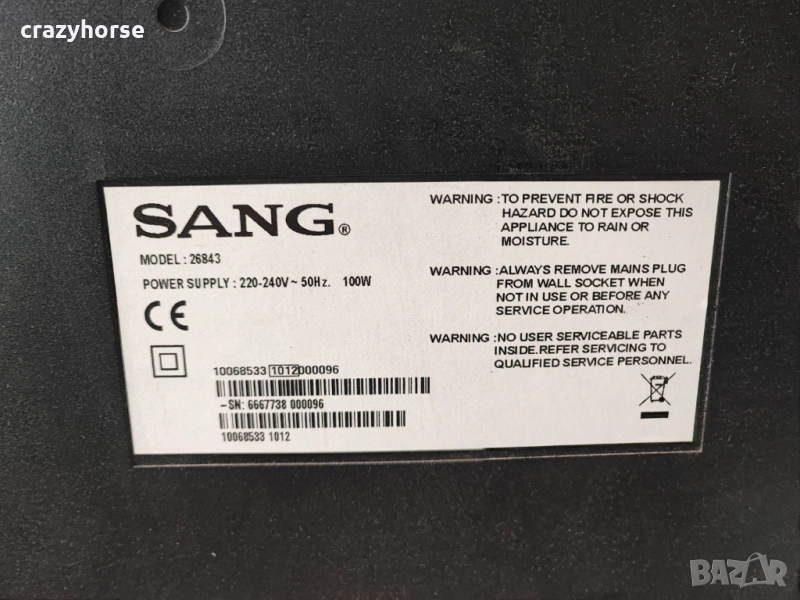 crazyhorse
SANG®
MODEL : 26843
POWER SUPPLY : 220-240V ~ 50Hz. 100W
CE
10068533 1012000096
-SN: 6667738 000096
10068533 1012
WARNING :TO PREVENT FIRE OR SHOCK
HAZARD DO NOT EXPOSE THIS
APPLIANCE TO RAIN OR
MOISTURE.
WARNING :ALWAYS REMOVE MAINS PLUG
FROM WALL SOCKET WHEN
NOT IN USE OR BEFORE ANY
SERVICE OPERATION.
WARNING :NO USER SERVICEABLE PARTS
INSIDE.REFER SERVICING TO
QUALIFIED SERVICE PERSONNEL.
BAZAR